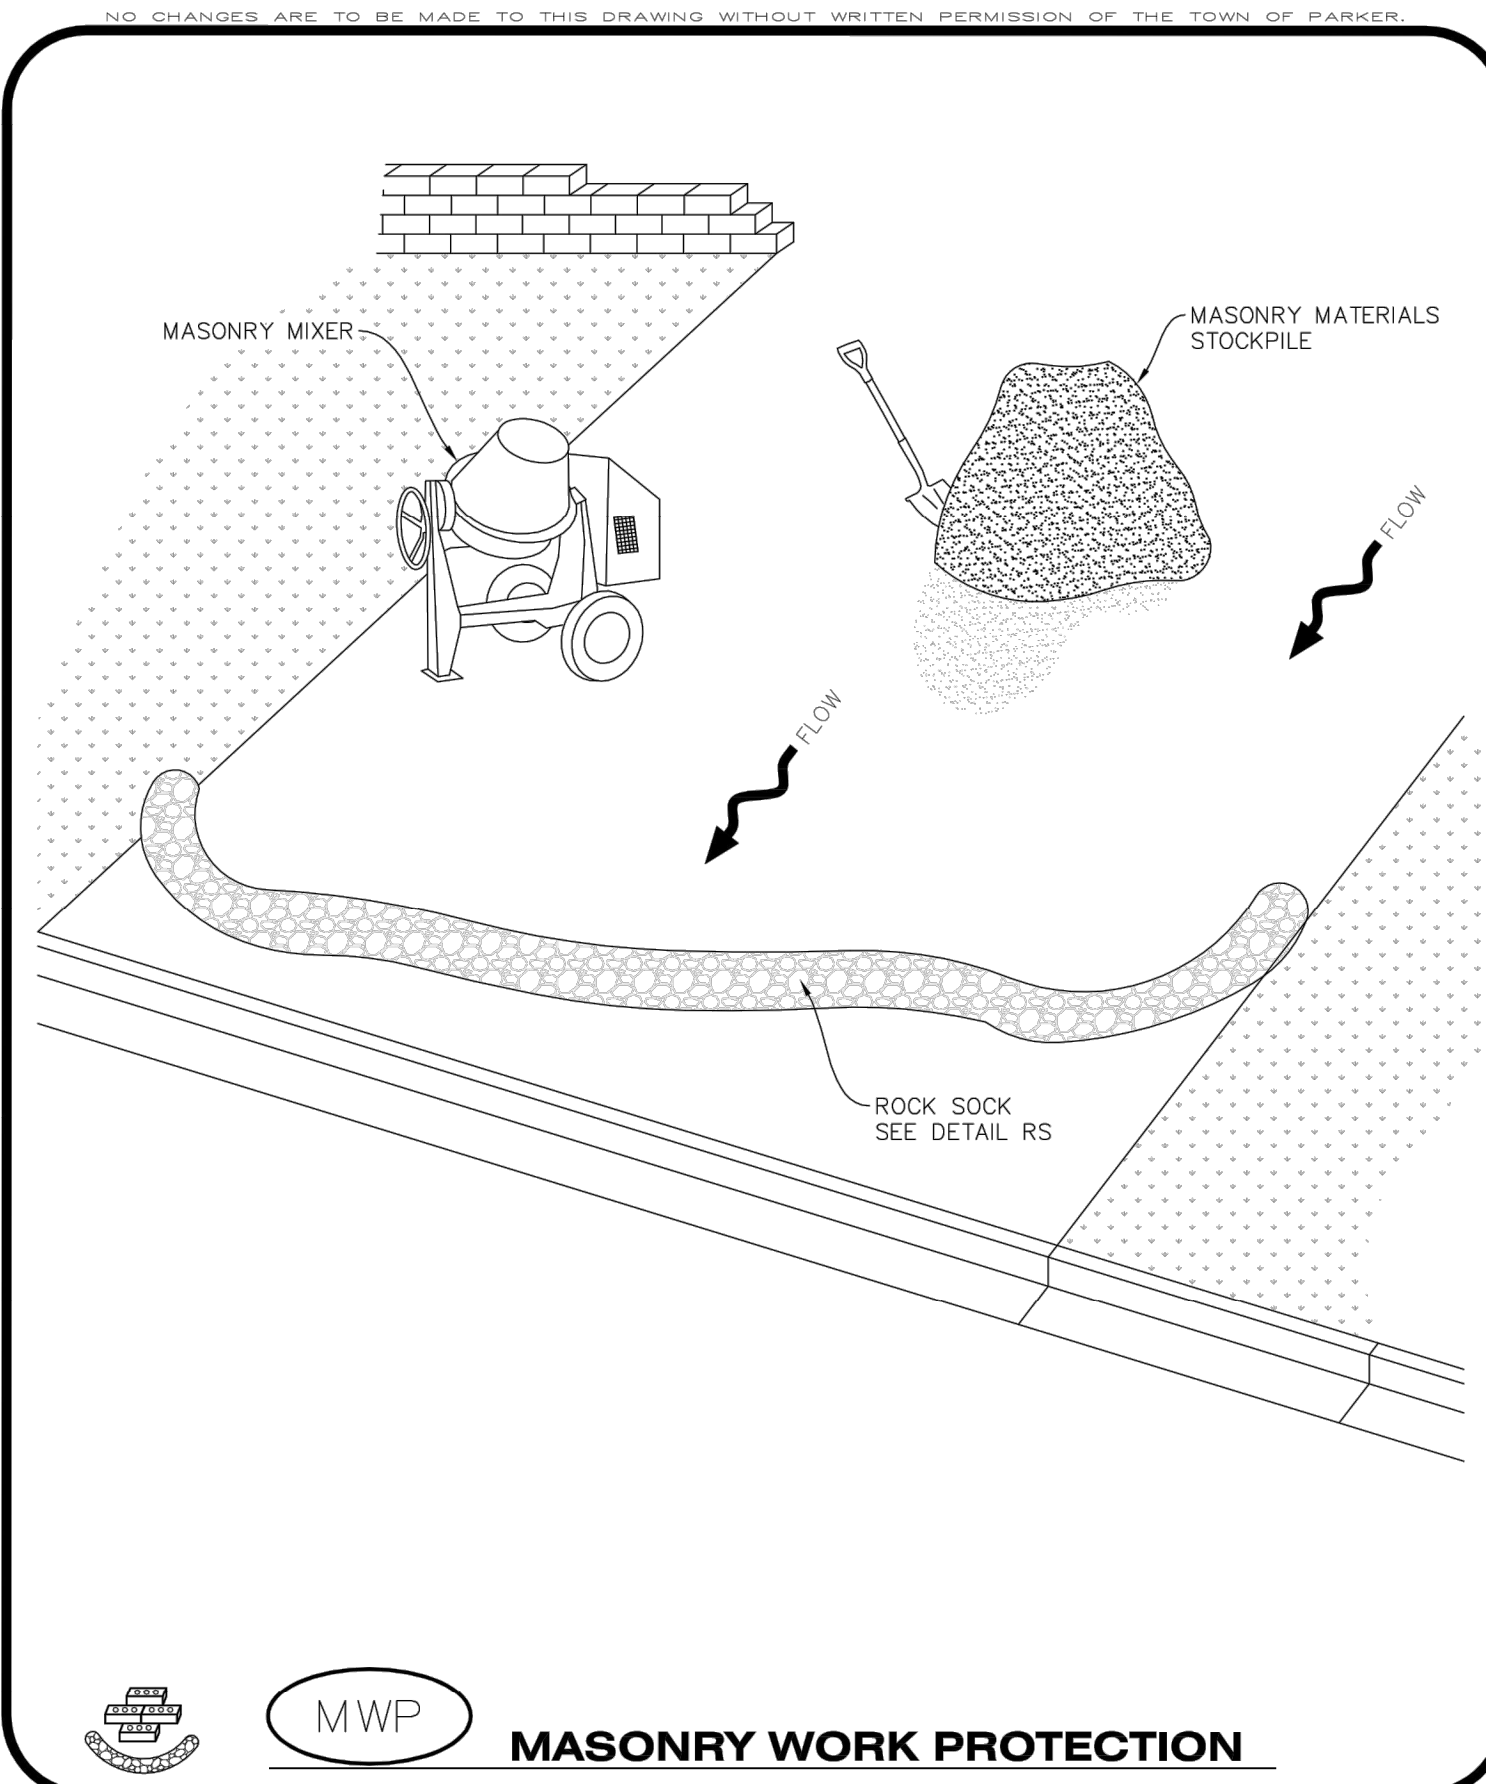 NO CHANGES ARE TO BE MADE TO THIS DRAWING WITHOUT WRITTEN PERMISSION OF THE TOWN OF PARKER.
MASONRY MIXER
MASONRY MATERIALS
STOCKPILE
FLOW
FLOW
ROCK SOCK
SEE DETAIL RS
MWP
MASONRY WORK PROTECTION